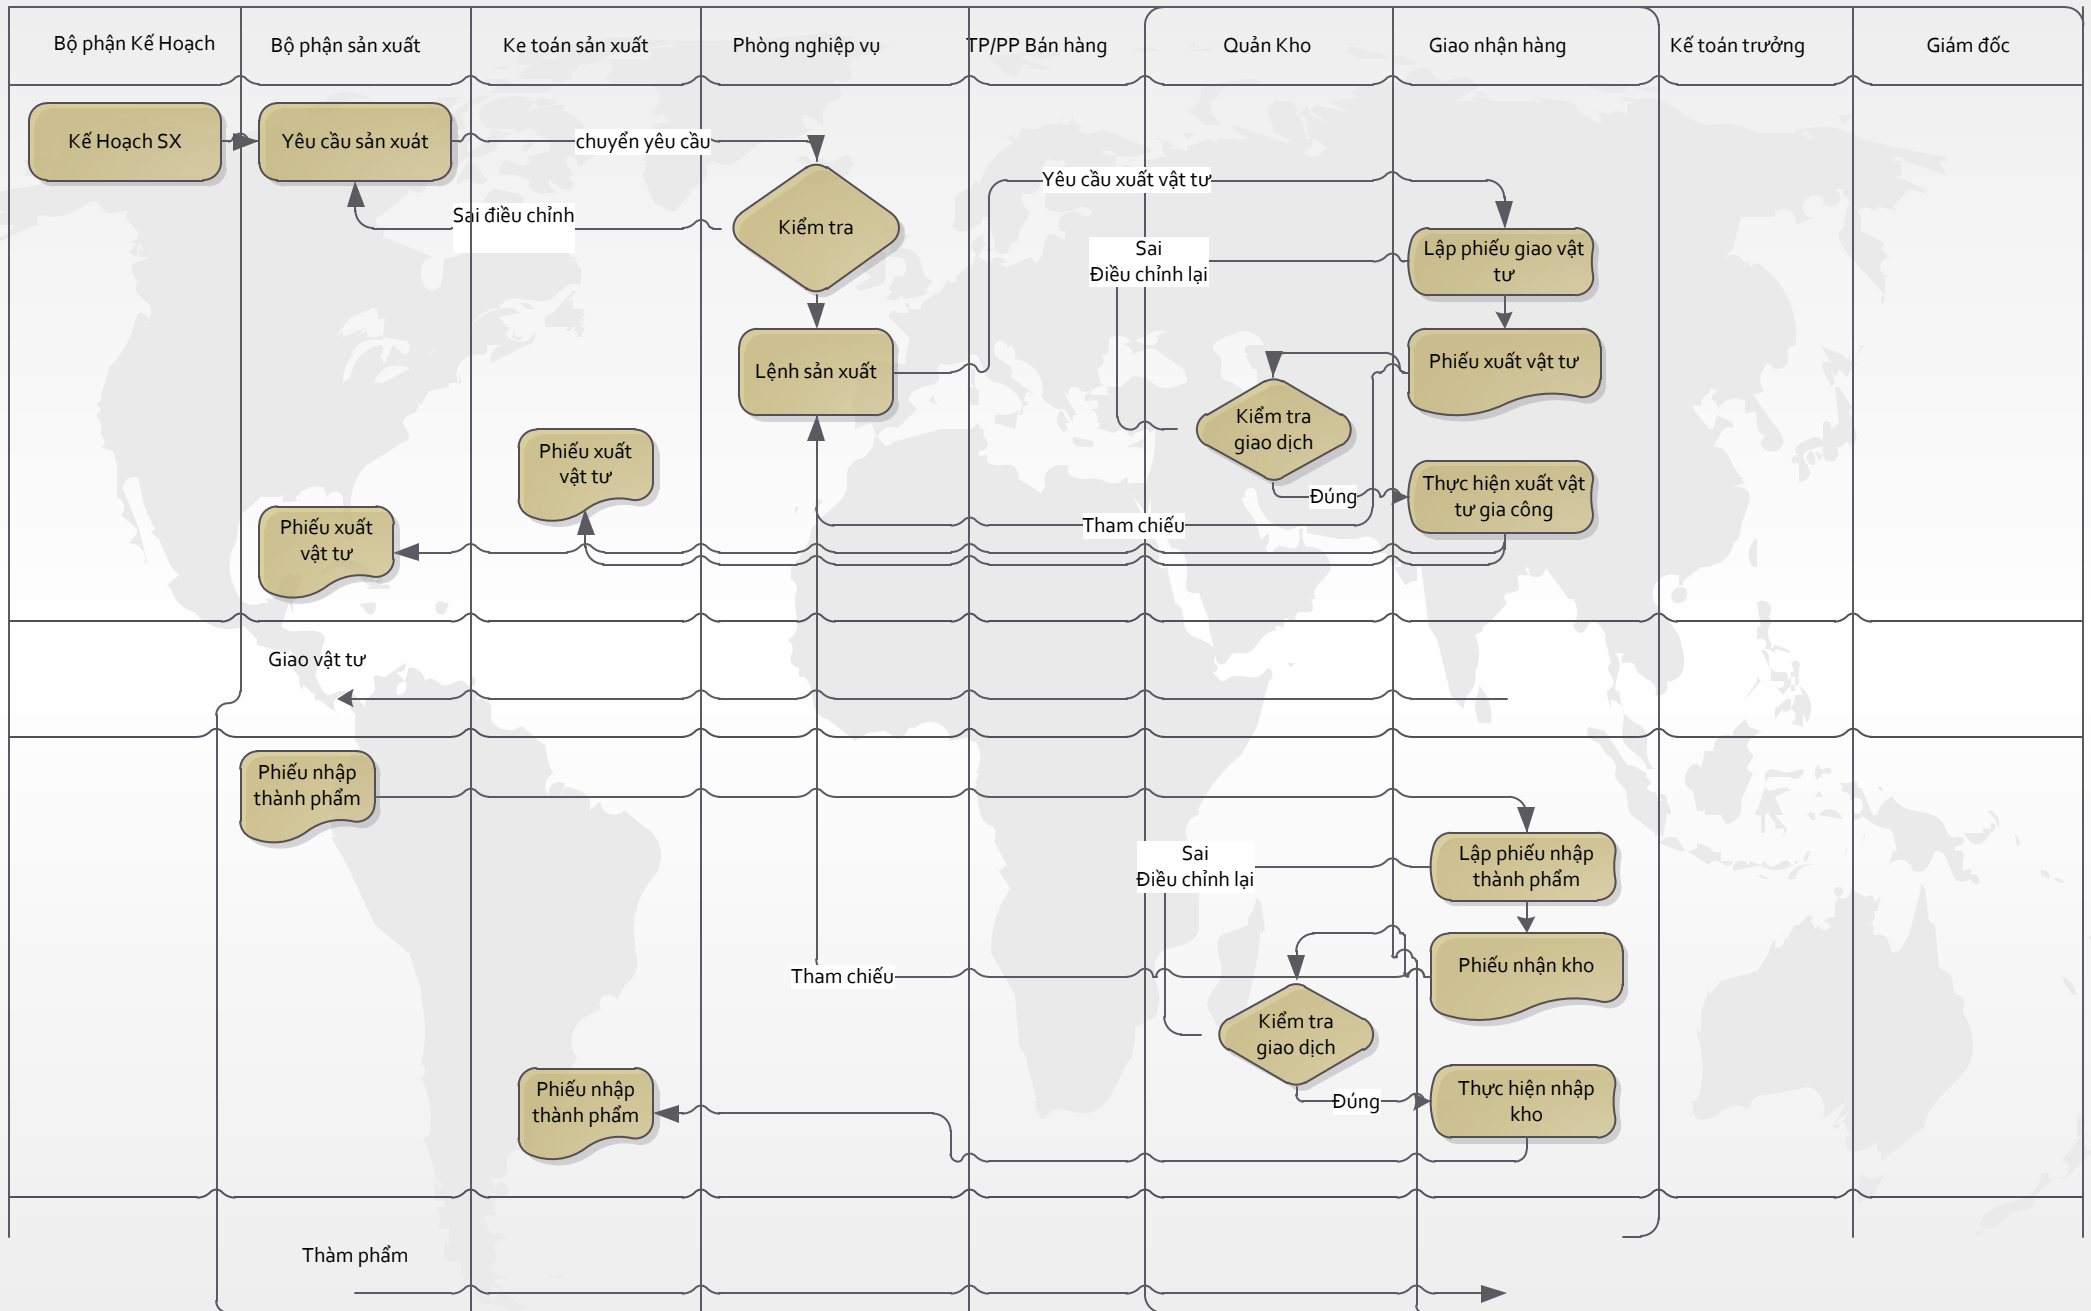 Bộ phận Kế Hoạch
Bộ phận sản xuất
Ke toán sản xuất
Phòng nghiệp vụ
TP/PP Bán hàng
Quản Kho
Giao nhận hàng
Kế toán trưởng
Giám đốc
Kế Hoạch SX
Yêu cầu sản xuát
chuyển yêu cầu
Yêu cầu xuất vật tư
Sai điều chỉnh
Kiểm tra
Sai
Điều chỉnh lại
Lập phiếu giao vật
tư
Lệnh sản xuất
Phiếu xuất vật tư
Kiểm tra
giao dịch
Phiếu xuất
vật tư
Đúng
Thực hiện xuất vật
tư gia công
Tham chiếu
Phiếu xuất
vật tư
Giao vật tư
Phiếu nhập
thành phẩm
Sai
Điều chỉnh lại
Lập phiếu nhập
thành phẩm
Tham chiếu
Phiếu nhận kho
Kiểm tra
giao dịch
Phiếu nhập
thành phẩm
Đúng
Thực hiện nhập
kho
Thàm phẩm